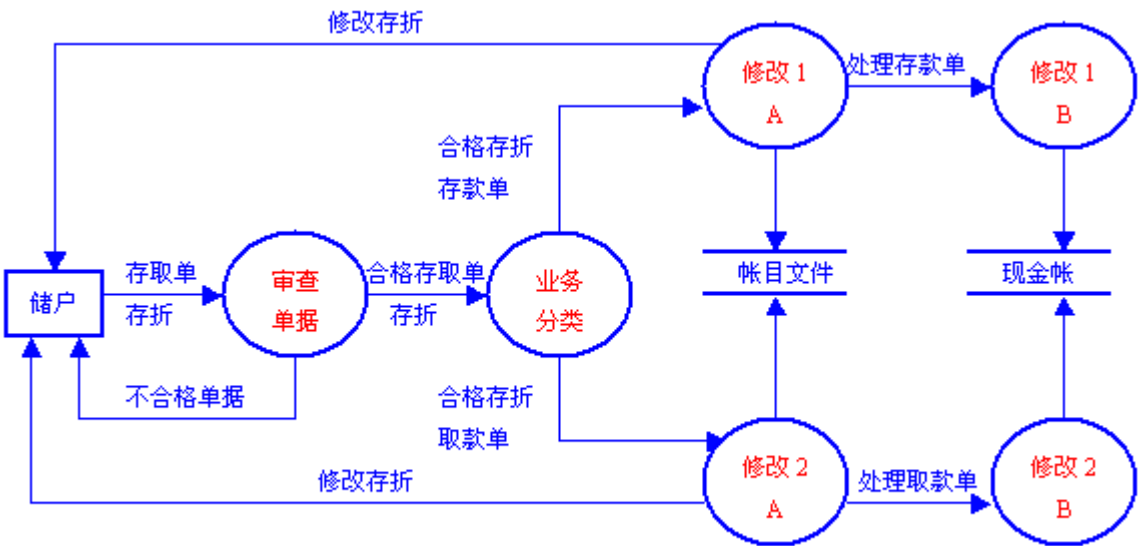 修改存折
修改 1
A
处理存款单
修改 1
B
合格存折
存款单
储户
存取单
存折
审查
单据
合格存取单
存折
业务
分类
帐目文件
现金帐
不合格单据
合格存折
取款单
修改存折
修改 2
A
处理取款单
修改 2
B